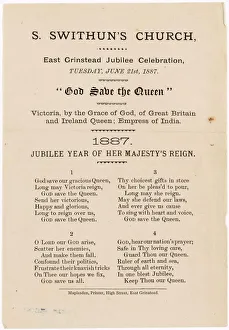 S. SWITHUN'S CHURCH,
East Grinstead Jubilee Celebration,
TUESDAY, JUNE 21st, 1887.
"God Save the Queen"
Victoria, by the Grace of God, of Great Britain
and Ireland Queen; Empress of India.
1887.
JUBILEE YEAR OF HER MAJESTY'S REIGN.
1
God save our gracious Queen,
Long may Victoria reign,
God save the Queen.
Send her victorious,
Happy and glorious,
Long to reign over us,
God save the Queen.
2
O LORD our GOD arise,
Scatter her enemies,
And make them fall.
Confound their politics,
Frustrate their knavish tricks
On Thee our hopes we fix,
God save us all.
3
Thy choicest gifts in store
On her be pleas'd to pour,
Long may she reign.
May she defend our laws,
And ever give us cause
To sing with heart and voice,
GOD save the Queen.
4
GOD, hear our nation's prayer;
Safe in Thy loving care,
Guard Thou our Queen.
Ruler of earth and sea,
Through all eternity,
In one blest Jubilee,
Keep Thou our Queen.
Printer, High Street, East Grinstead.